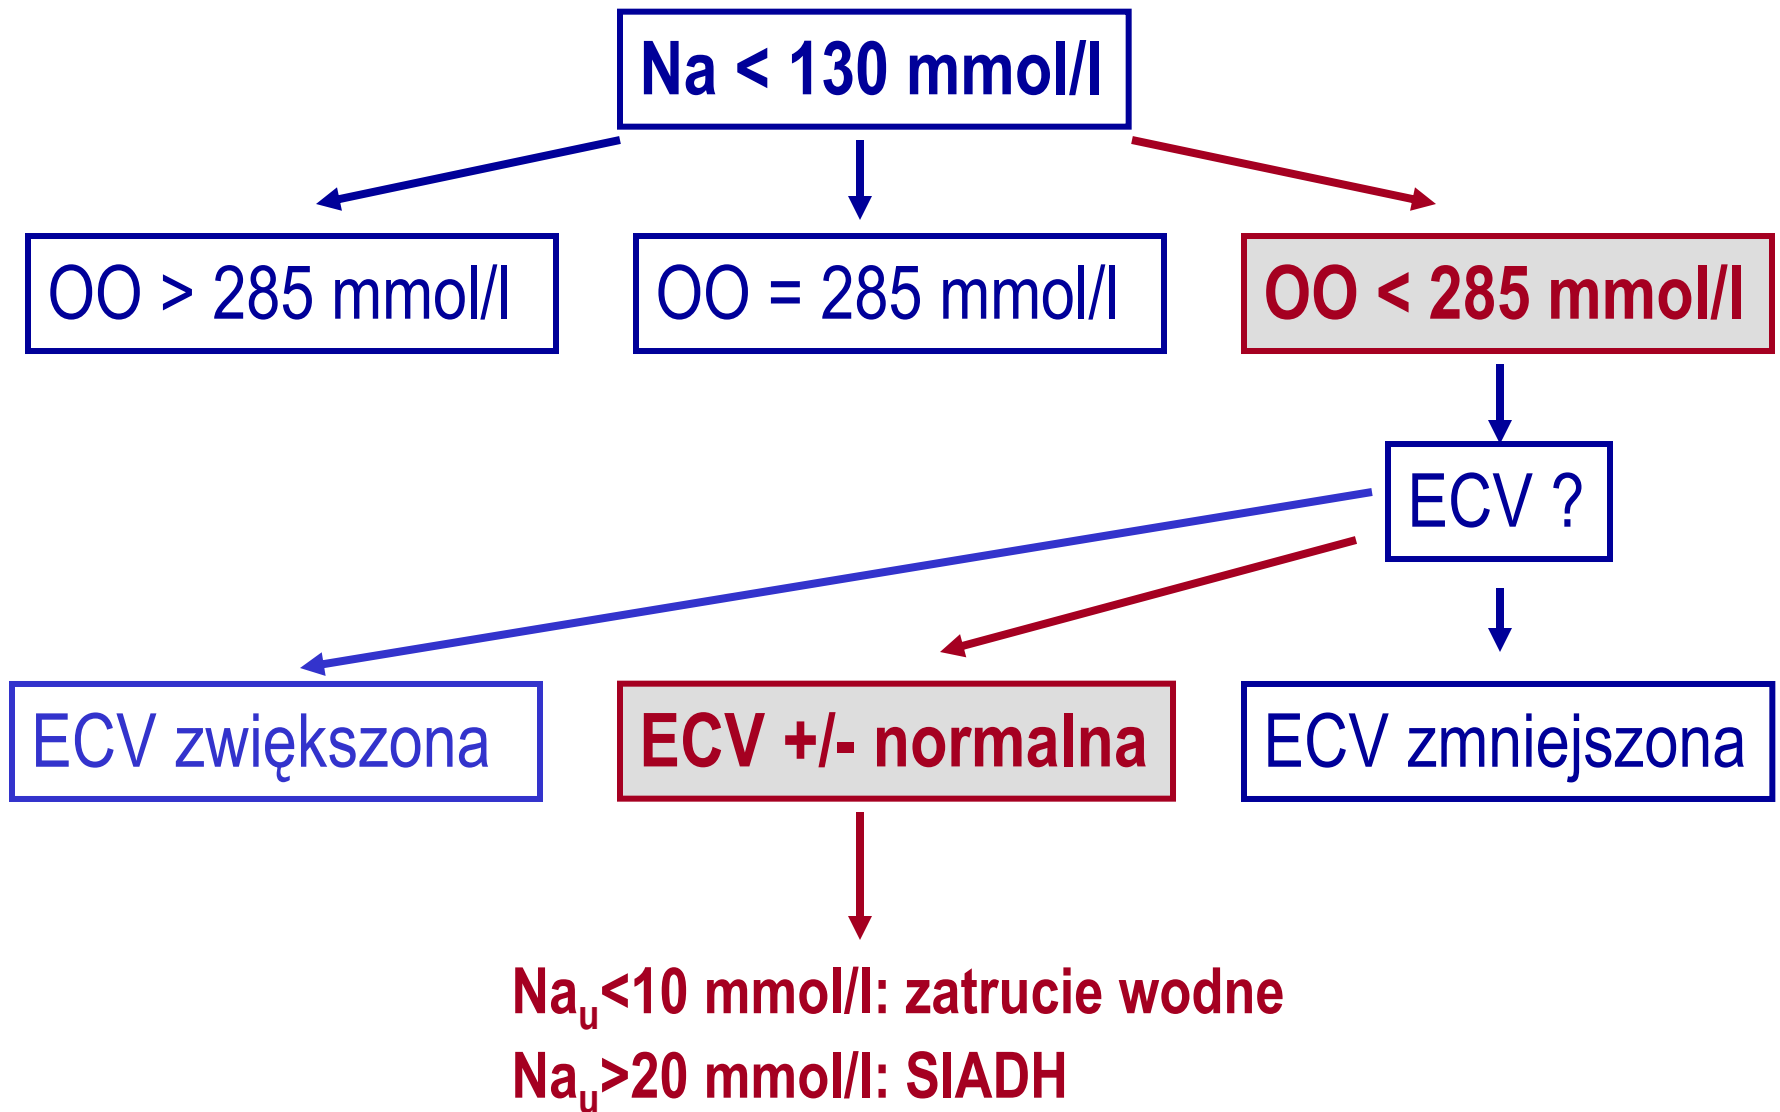 Na < 130 mmol/l
OO > 285 mmol/l
OO = 285 mmol/l
OO < 285 mmol/l
ECV ?
ECV zwiększona
ECV +/- normalna
ECV zmniejszona
Nau<10 mmol/l: zatrucie wodne
Nau>20 mmol/l: SIADH